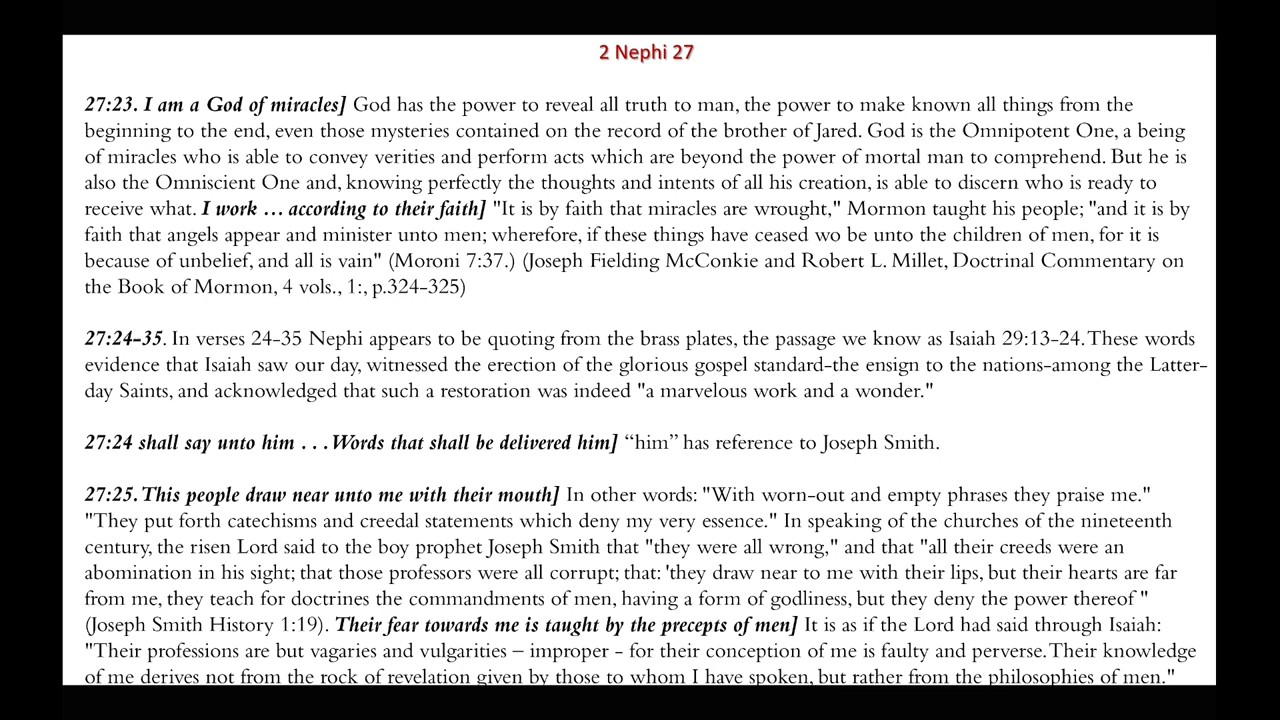 2 Nephi 27
27:23. I am a God of miracles] God has the power to reveal all truth to man, the power to make known all things from the
beginning to the end, even those mysteries contained on the record of the brother of Jared. God is the Omnipotent One, a being
of miracles who is able to convey verities and perform acts which are beyond the power of mortal man to comprehend. But he is
also the Omniscient One and, knowing perfectly the thoughts and intents of all his creation, is able to discern who is ready to
receive what. I work … according to their faith] "It is by faith that miracles are wrought," Mormon taught his people; "and it is by
faith that angels appear and minister unto men; wherefore, if these things have ceased wo be unto the children of men, for it is
because of unbelief, and all is vain" (Moroni 7:37.) (Joseph Fielding McConkie and Robert L. Millet, Doctrinal Commentary on
the Book of Mormon, 4 vols., 1:, p.324-325)
27:24-35. In verses 24-35 Nephi appears to be quoting from the brass plates, the passage we know as Isaiah 29:13-24. These words
evidence that Isaiah saw our day, witnessed the erection of the glorious gospel standard-the ensign to the nations-among the Latter-
day Saints, and acknowledged that such a restoration was indeed "a marvelous work and a wonder."
27:24 shall say unto him . . . Words that shall be delivered him] “him” has reference to Joseph Smith.
27:25. This people draw near unto me with their mouth] In other words: "With worn-out and empty phrases they praise me."
"They put forth catechisms and creedal statements which deny my very essence." In speaking of the churches of the nineteenth
century, the risen Lord said to the boy prophet Joseph Smith that "they were all wrong," and that "all their creeds were an
abomination in his sight; that those professors were all corrupt; that: 'they draw near to me with their lips, but their hearts are far
from me, they teach for doctrines the commandments of men, having a form of godliness, but they deny the power thereof "
(Joseph Smith History 1:19). Their fear towards me is taught by the precepts of men] It is as if the Lord had said through Isaiah:
"Their professions are but vagaries and vulgarities – improper - for their conception of me is faulty and perverse. Their knowledge
of me derives not from the rock of revelation given by those to whom I have spoken, but rather from the philosophies of men."